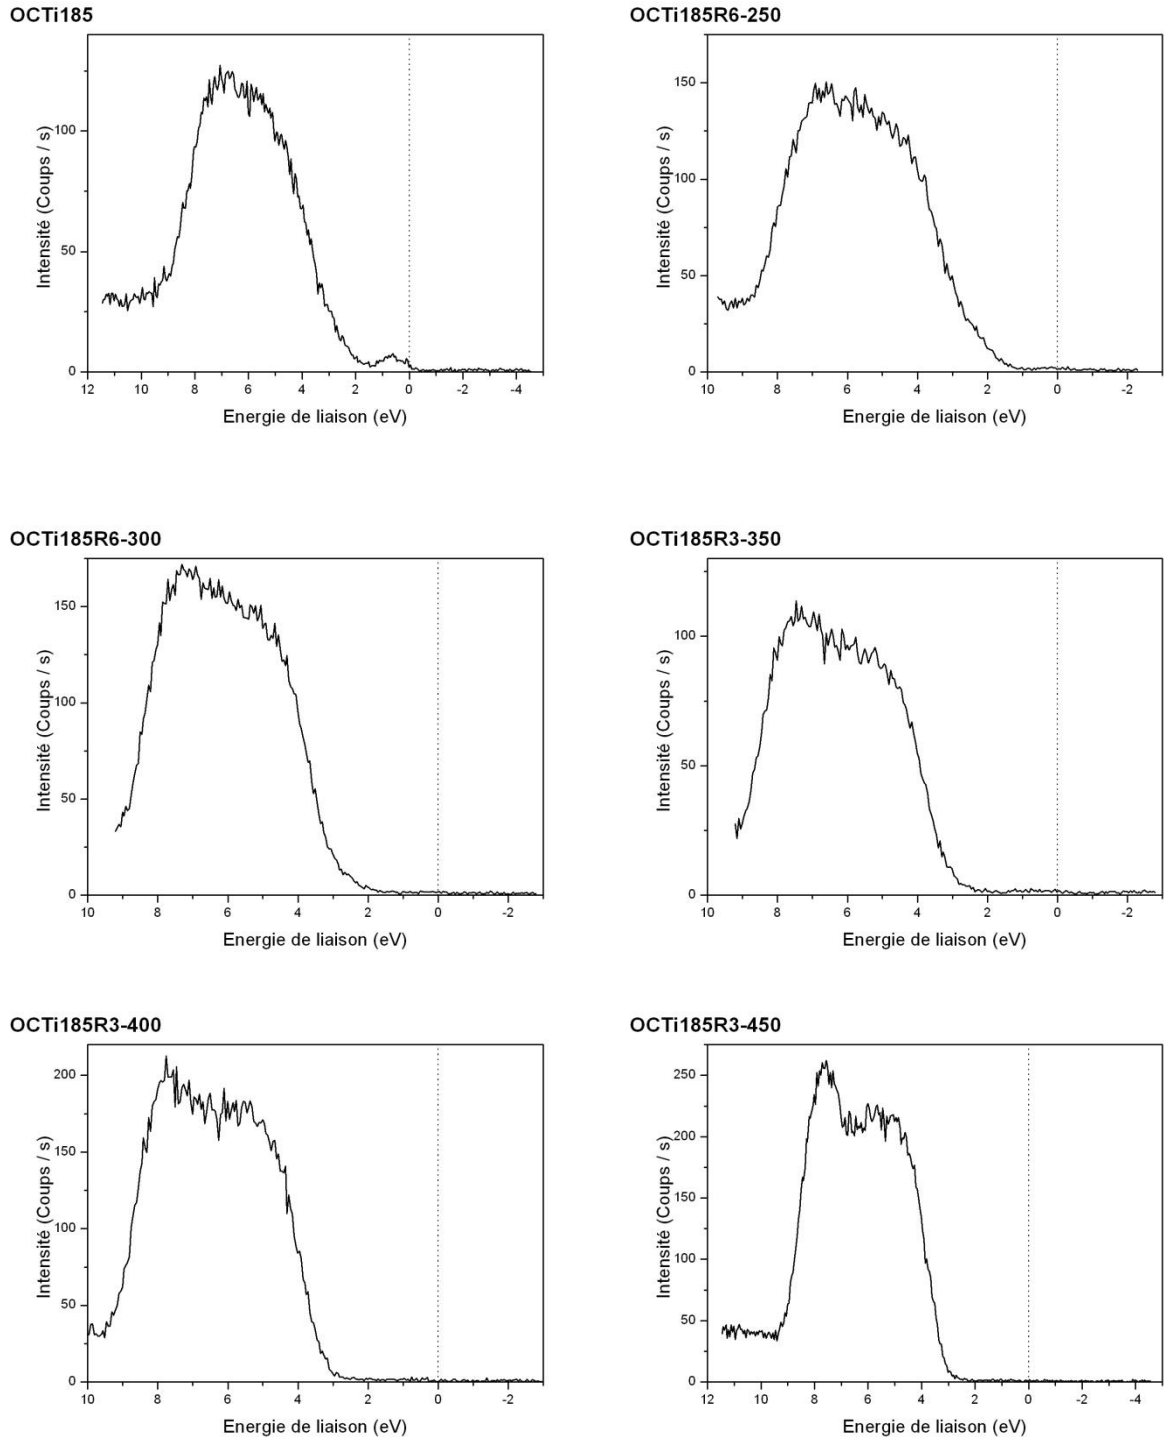 OCTi185
OCTi185R6-250
Intensité (Coups / s)
100
50
0
12 10 8 6 4 2 0 -2 -4
Energie de liaison (eV)
Intensité (Coups / s)
150
100
50
0
10 8 6 4 2 0 -2
Energie de liaison (eV)
OCTi185R6-300
OCTi185R3-350
Intensité (Coups / s)
150
100
50
0
10 8 6 4 2 0 -2
Energie de liaison (eV)
Intensité (Coups / s)
100
50
0
10 8 6 4 2 0 -2
Energie de liaison (eV)
OCTi185R3-400
OCTi185R3-450
Intensité (Coups / s)
200
150
100
50
0
10 8 6 4 2 0 -2
Energie de liaison (eV)
Intensité (Coups / s)
250
200
150
100
50
0
12 10 8 6 4 2 0 -2 -4
Energie de liaison (eV)